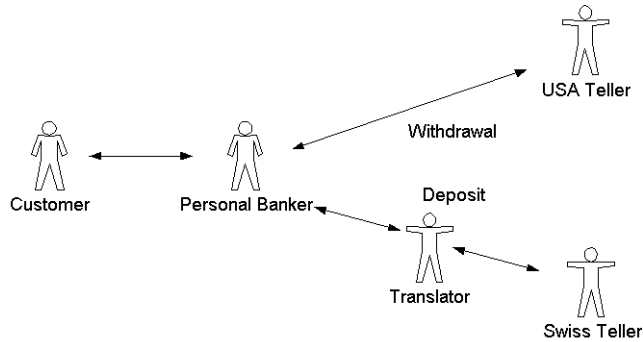 USA Teller
Withdrawal
Customer
Personal Banker
Deposit
Translator
Swiss Teller